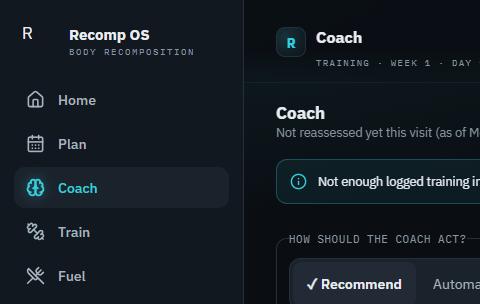 R
Recomp OS
BODY RECOMPOSITION
Home
Plan
Coach
Train
Fuel
R
Coach
TRAINING · WEEK 1 · DAY
Coach
Not reassessed yet this visit (as of M
Not enough logged training in
HOW SHOULD THE COACH ACT?
✓ Recommend
Automa